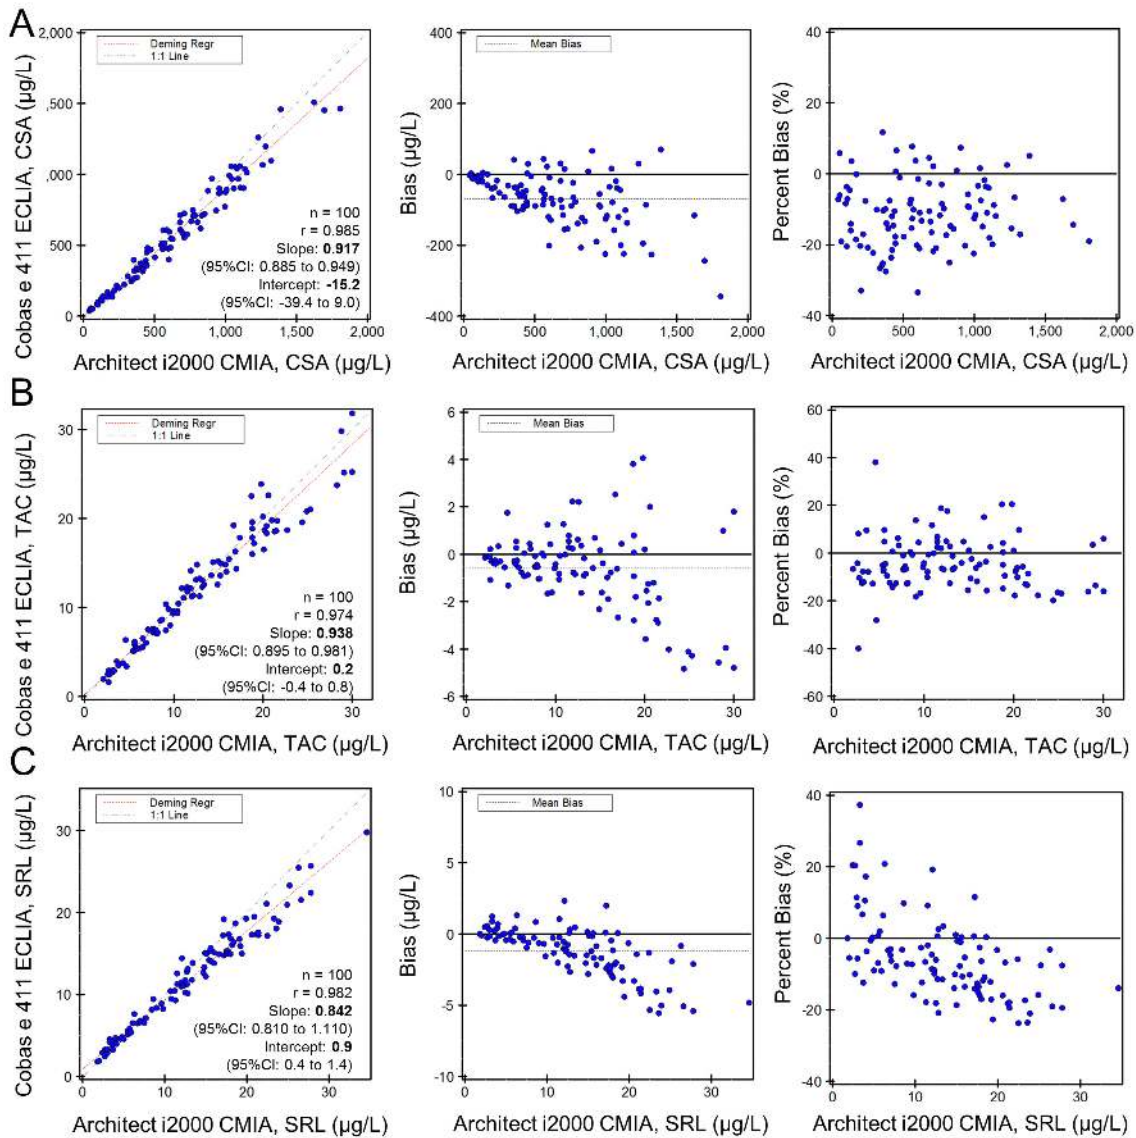 A
Cobas e 411 ECLIA, CSA (µg/L)
2,000
,500
,000
500
0
Deming Regr
1:1 Line
n = 100
r = 0.985
Slope: 0.917
(95%CI: 0.885 to 0.949)
Intercept: -15.2
(95%CI: -39.4 to 9.0)
0 500 1,000 1,500 2,000
Architect i2000 CMIA, CSA (µg/L)
Bias (µg/L)
400
200
0
-200
-400
Mean Bias
0 500 1,000 1,500 2,000
Architect i2000 CMIA, CSA (µg/L)
Percent Bias (%)
40
20
0
-20
-40
0 500 1,000 1,500 2,000
Architect i2000 CMIA, CSA (µg/L)
B
Cobas e 411 ECLIA, TAC (µg/L)
30
20
10
0
Deming Regr
1:1 Line
n = 100
r = 0.974
Slope: 0.938
(95%CI: 0.895 to 0.981)
Intercept: 0.2
(95%CI: -0.4 to 0.8)
0 10 20 30
Architect i2000 CMIA, TAC (µg/L)
Bias (µg/L)
6
4
2
0
-2
-4
-6
Mean Bias
0 10 20 30
Architect i2000 CMIA, TAC (µg/L)
Percent Bias (%)
60
40
20
0
-20
-40
-60
0 10 20 30
Architect i2000 CMIA, TAC (µg/L)
C
Cobas e 411 ECLIA, SRL (µg/L)
30
20
10
0
Deming Regr
1:1 Line
n = 100
r = 0.982
Slope: 0.842
(95%CI: 0.810 to 1.110)
Intercept: 0.9
(95%CI: 0.4 to 1.4)
0 10 20 30
Architect i2000 CMIA, SRL (µg/L)
Bias (µg/L)
10
5
0
-5
-10
Mean Bias
0 10 20 30
Architect i2000 CMIA, SRL (µg/L)
Percent Bias (%)
40
20
0
-20
-40
0 10 20 30
Architect i2000 CMIA, SRL (µg/L)